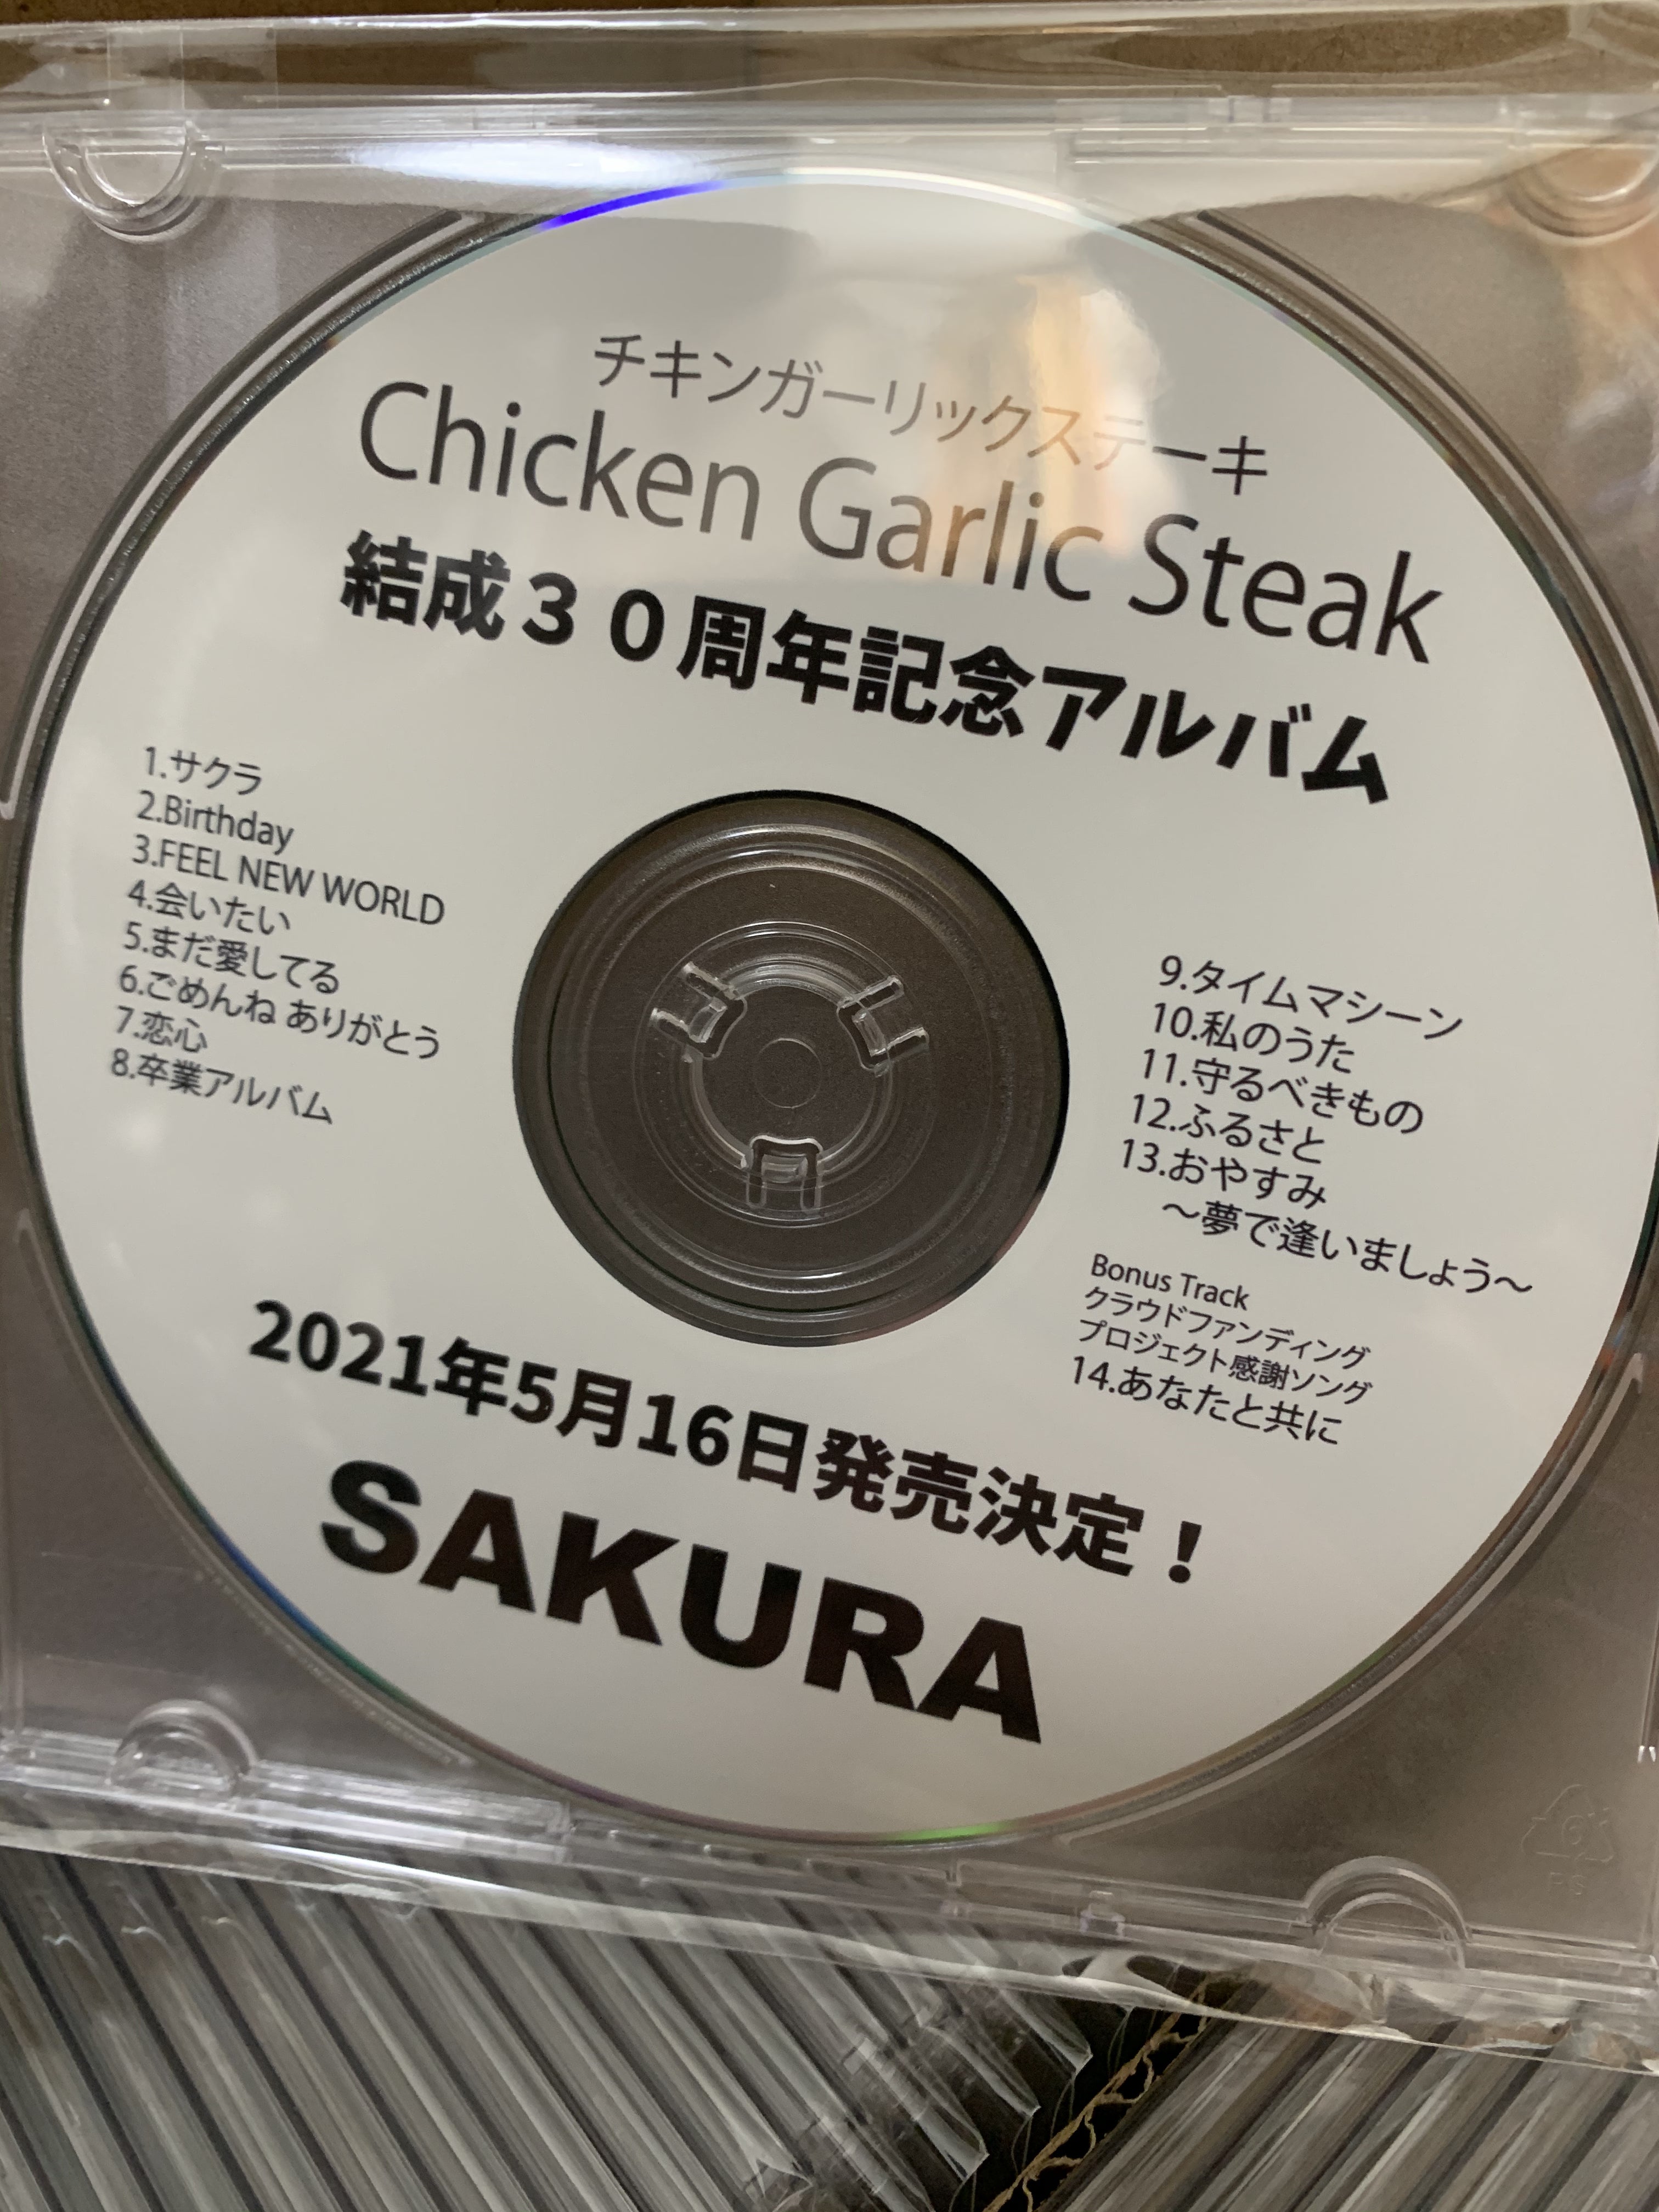 チキンガーリックステーキ
Chicken Garlic Steak
結成３０周年記念アルバム
1.サクラ
2.Birthday
3.FEEL NEW WORLD
4.会いたい
5.まだ愛してる
6.ごめんね ありがとう
7.恋心
8.卒業アルバム
9.タイムマシーン
10.私のうた
11.守るべきもの
12.ふるさと
13.おやすみ
～夢で逢いましょう～
Bonus Track
クラウドファンディング
プロジェクト感謝ソング
14.あなたと共に
2021年5月16日発売決定！
SAKURA